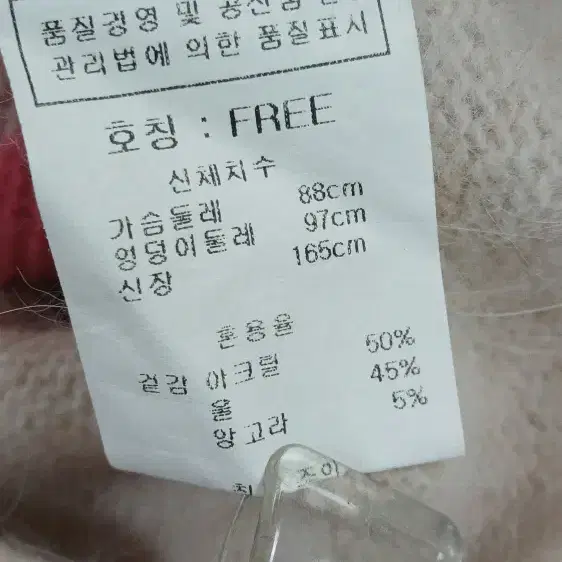 품질경영 및 공산품
관리법에 의한 품질표시
호칭 : FREE
신체치수
가슴둘레 88cm
엉덩이둘레 97cm
신장 165cm
혼용율
겉감 아크릴 50%
울 45%
앙고라 5%